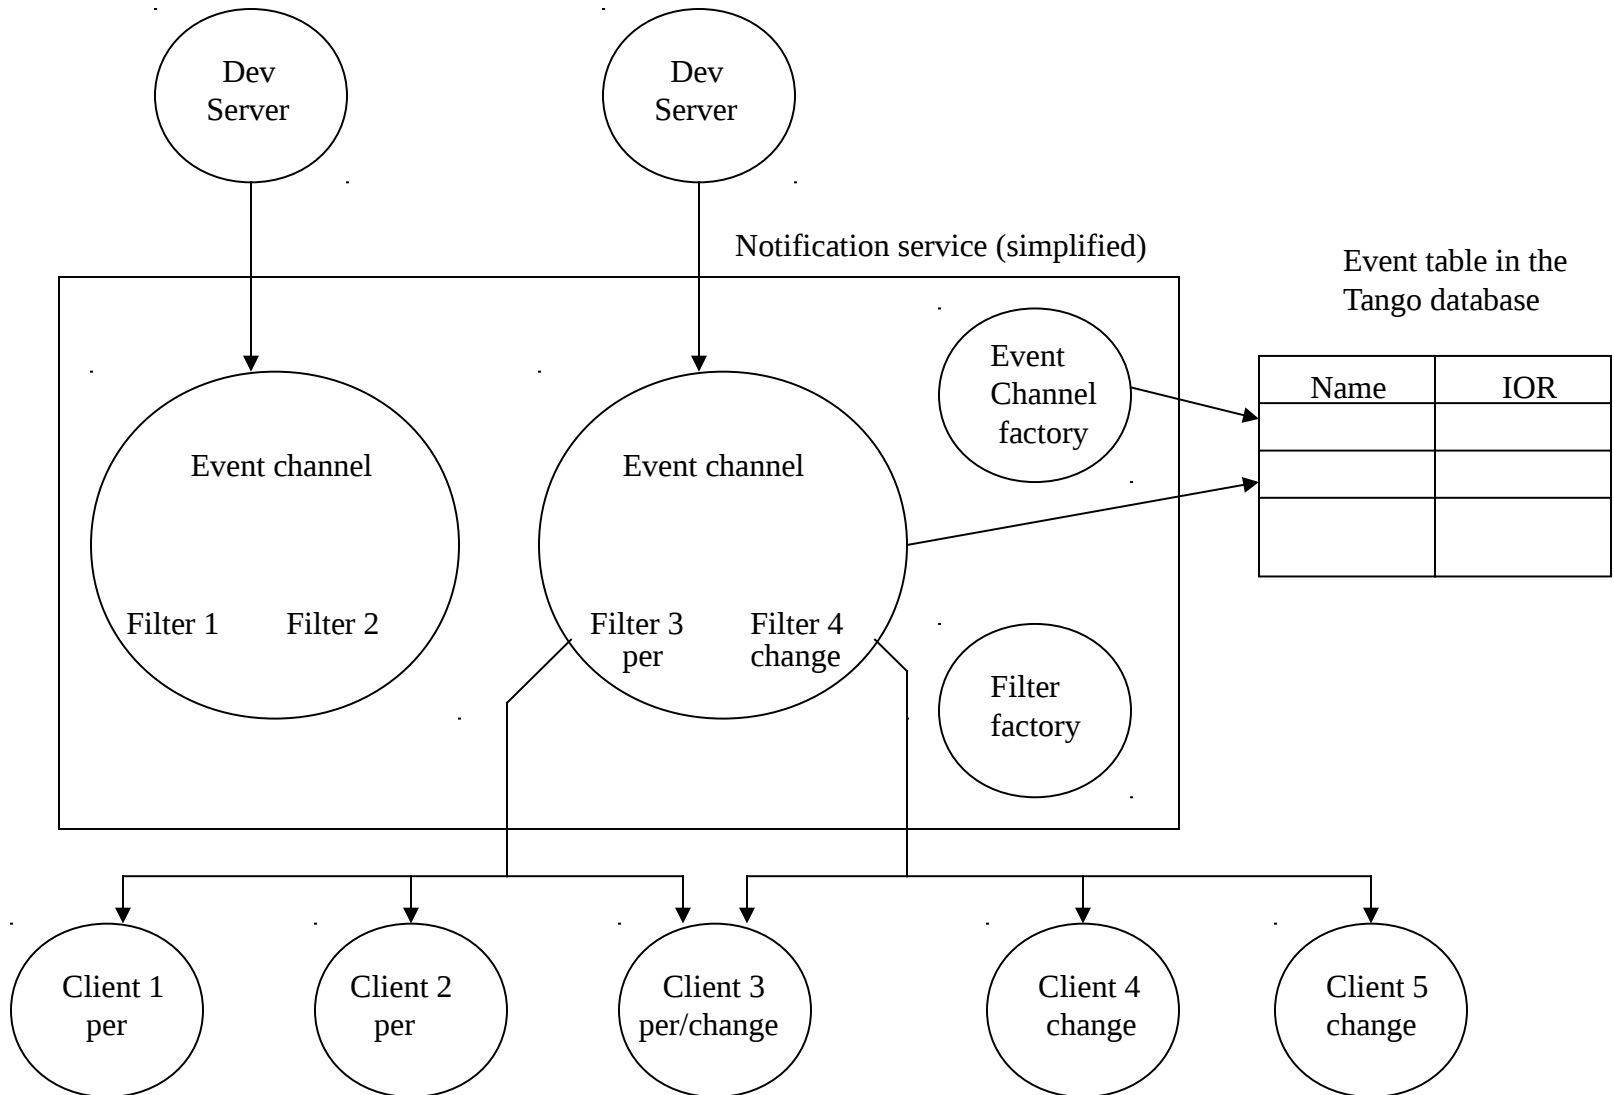 Dev
Server
Dev
Server
Notification service (simplified)
Event table in the
Tango database
Event
Channel
factory
Name
IOR
Event channel
Event channel
Filter 1
Filter 2
Filter 3
per
Filter 4
change
Filter
factory
Client 1
per
Client 2
per
Client 3
per/change
Client 4
change
Client 5
change